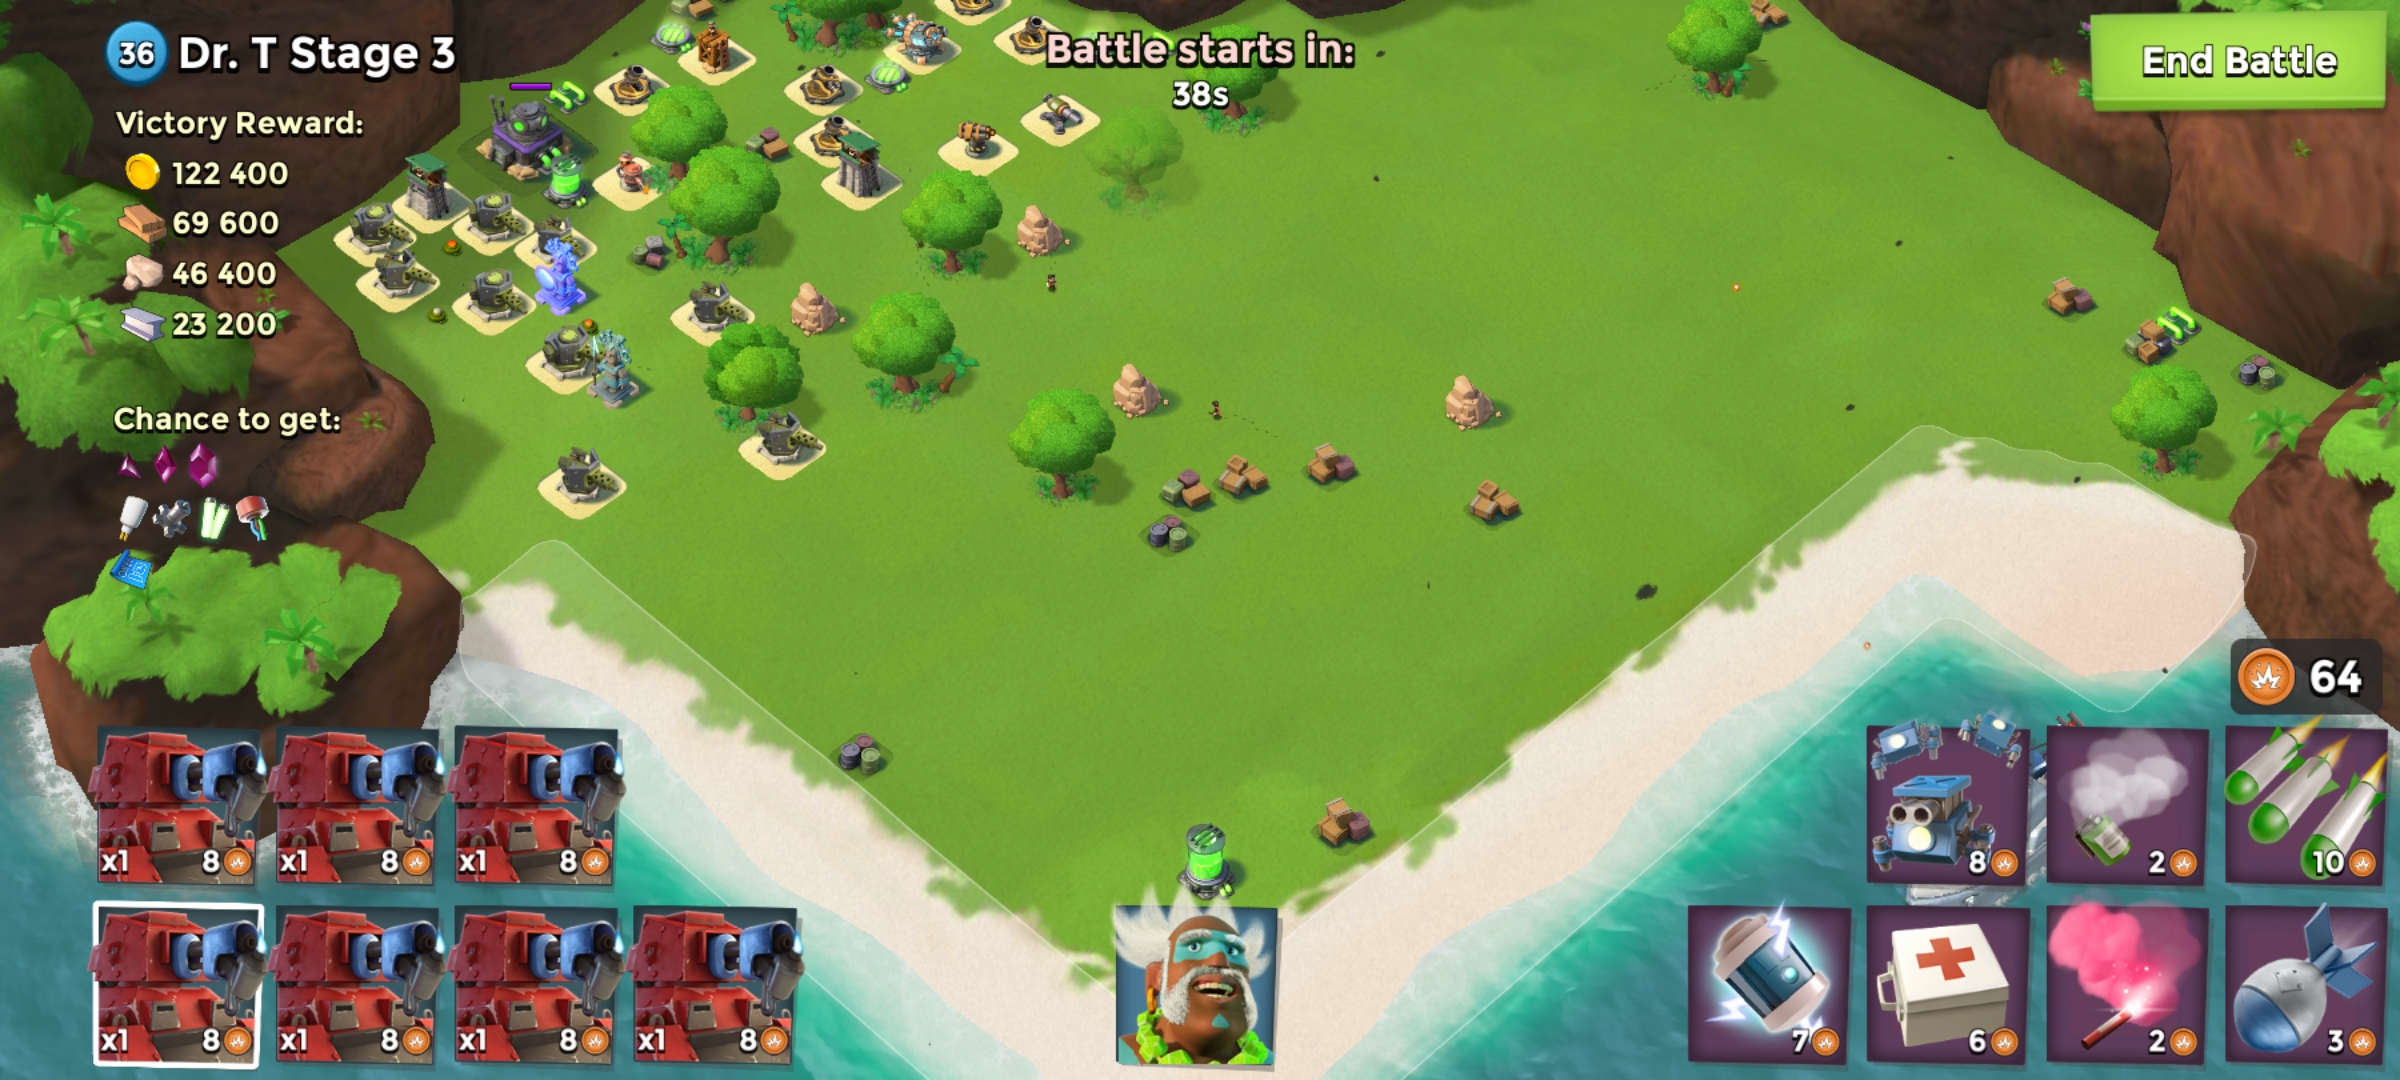 36 Dr. T Stage 3
Battle starts in:
38s
End Battle
Victory Reward:
122 400
69 600
46 400
23 200
Chance to get:
64
x1 8
x1 8
x1 8
8
2
10
x1 8
x1 8
x1 8
x1 8
7
6
2
3